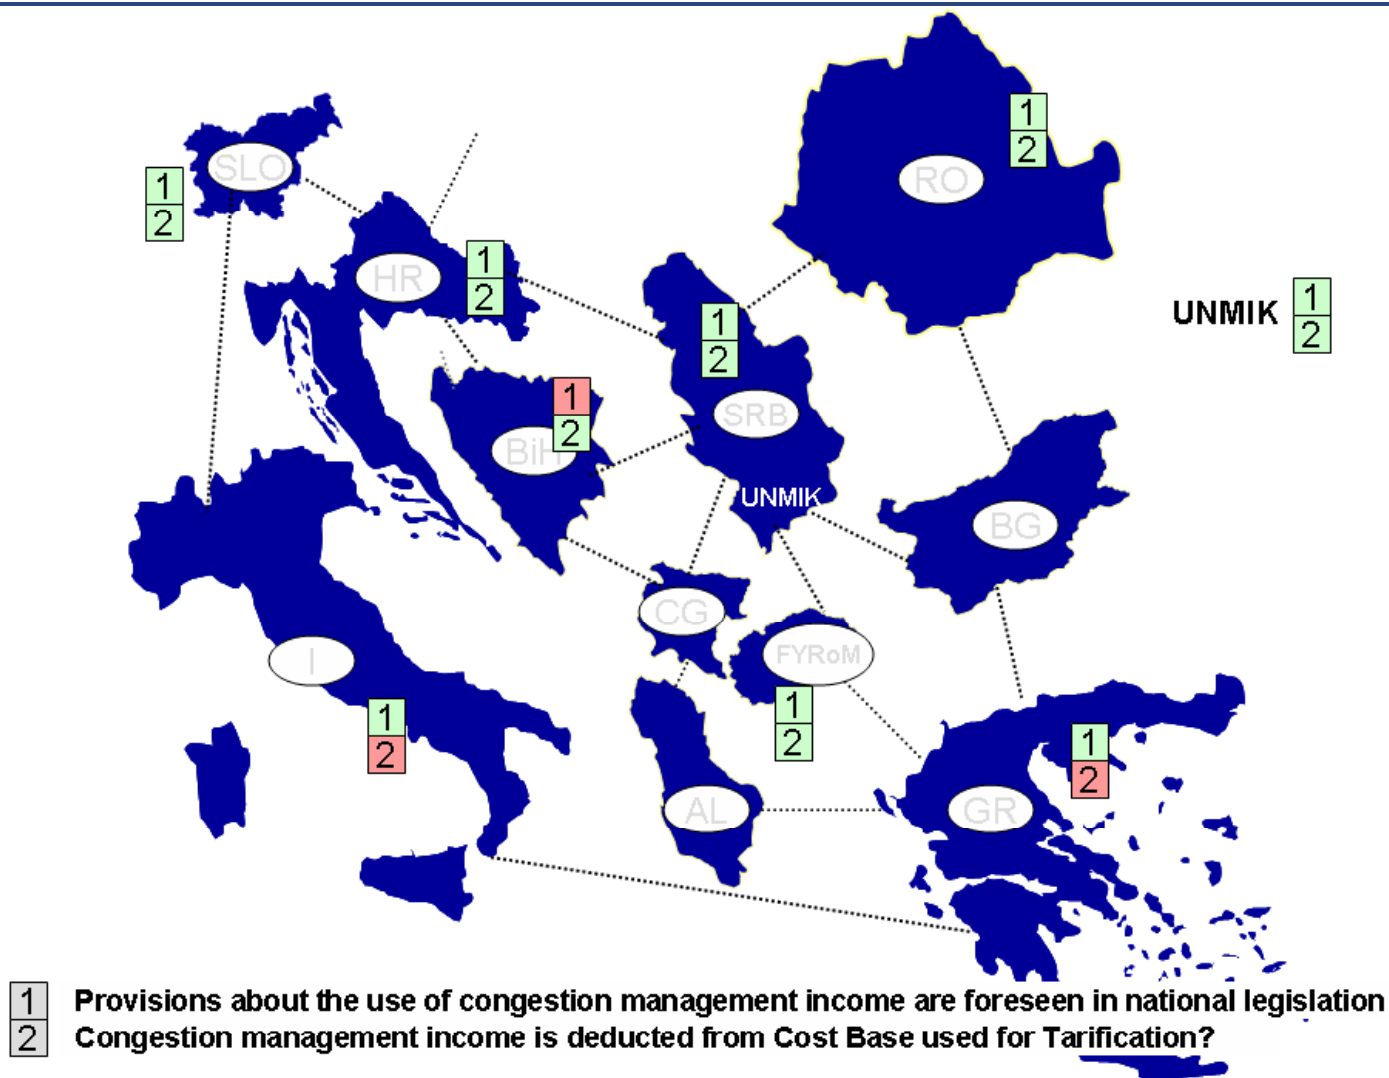 1
2
RO
SLO
1
2
HR
1
2
UNMIK
1
2
1
2
SRB
1
2
BiH
UNMIK
BG
CG
FYRoM
I
1
2
1
2
1
2
AL
GR
1 Provisions about the use of congestion management income are foreseen in national legislation
2 Congestion management income is deducted from Cost Base used for Tarification?